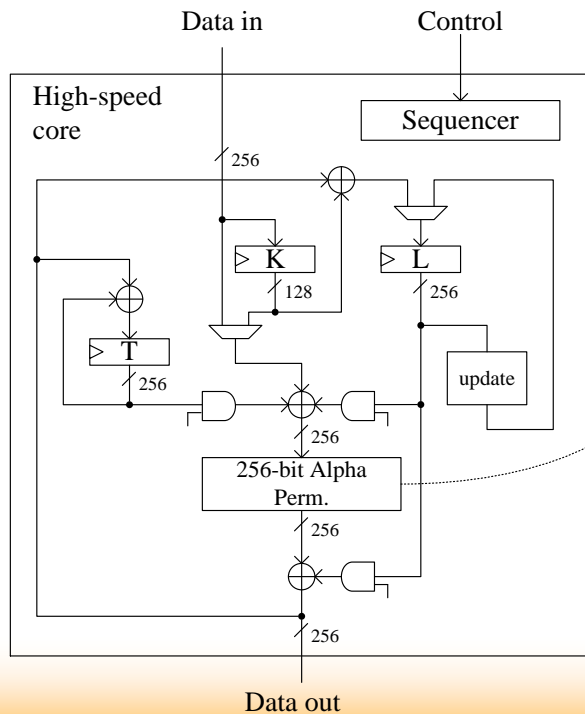 Data in
Control
High-speed
core
Sequencer
256
K
L
128
256
T
256
update
256
256-bit Alpha
Perm.
256
256
Data out